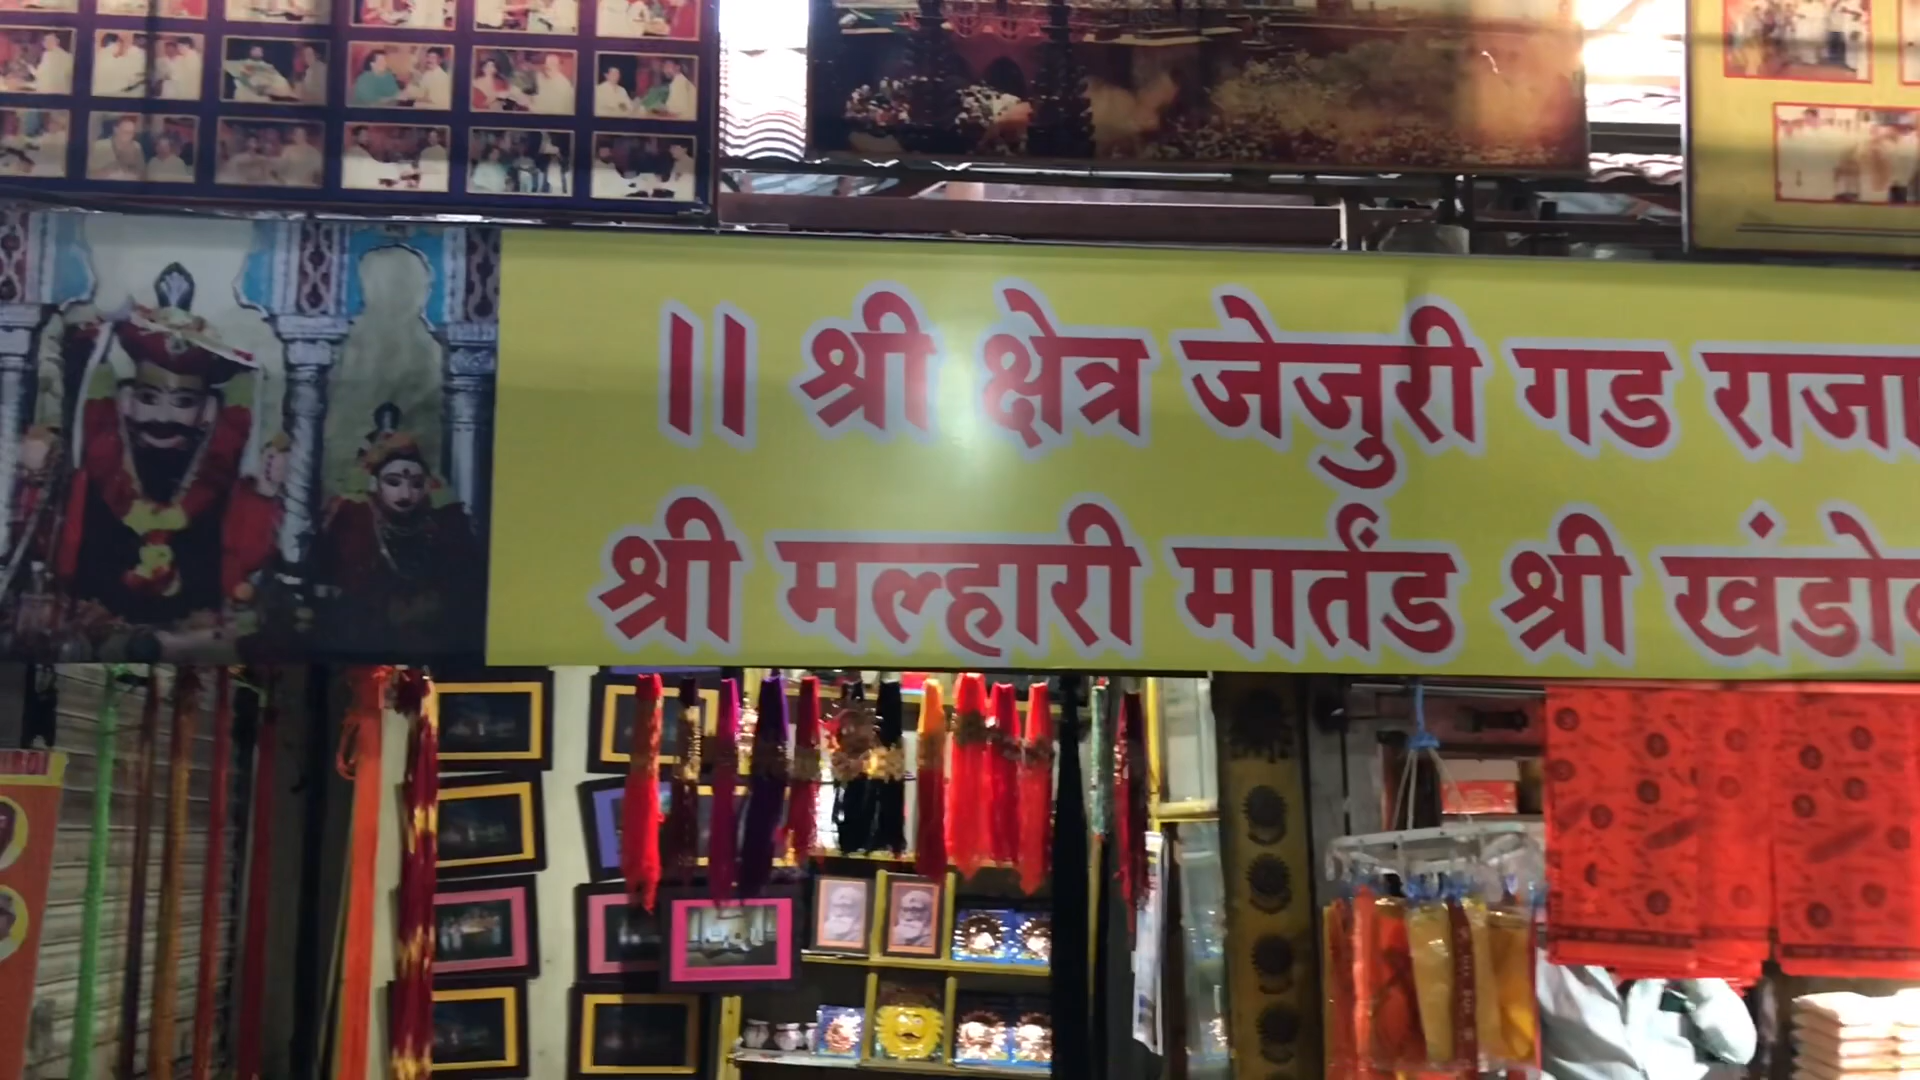 || श्री क्षेत्र जेजुरी गड राजा
श्री मल्हारी मार्तंड श्री खंडो